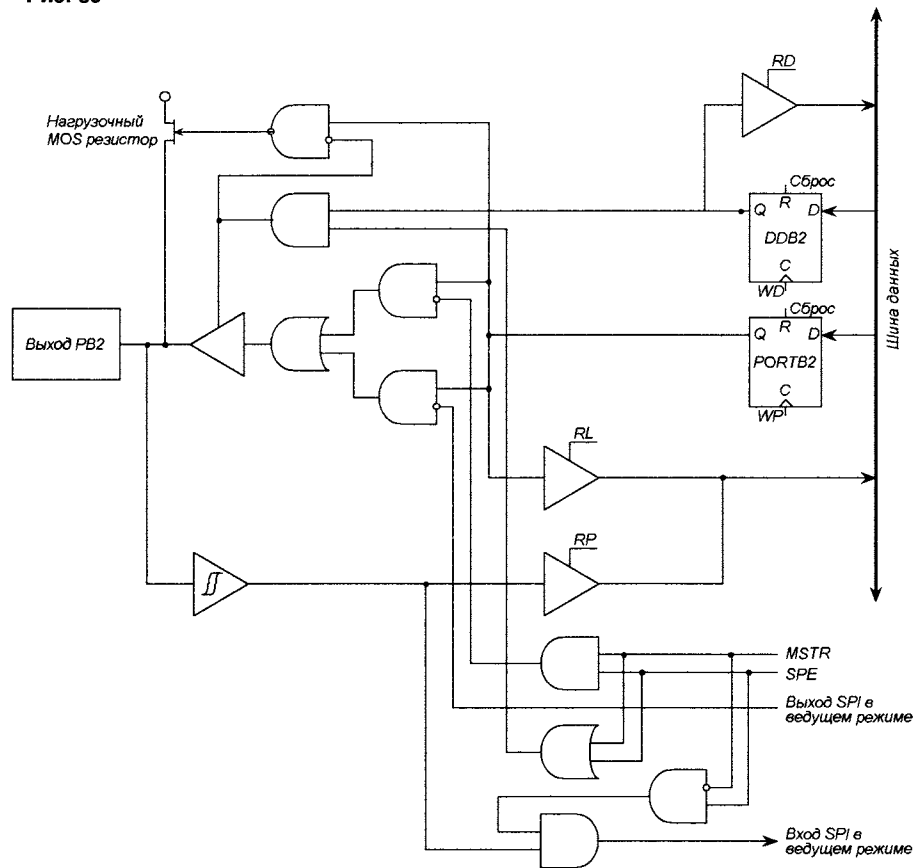 RD
Нагрузочный
MOS резистор
Сброс
Q R D
DDB2
C
WD
Шина данных
Сброс
Q R D
PORTB2
C
WP
Выход PB2
RL
RP
MSTR
SPE
Выход SPI в
ведущем режиме
Вход SPI в
ведущем режиме